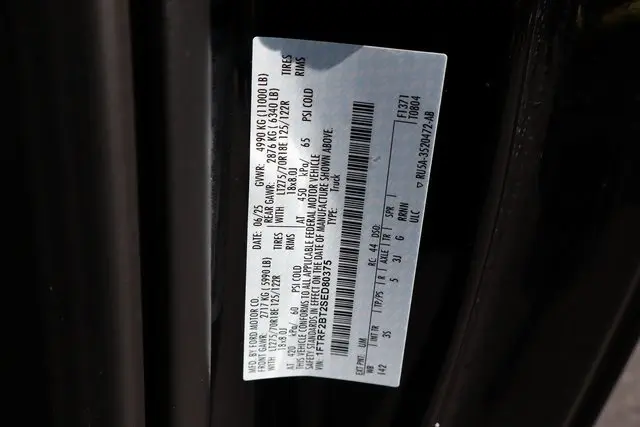 MFD. BY FORD MOTOR CO.
DATE: 06/25 GVWR: 4990 KG (11000 LB)
FRONT GAWR: 2717 KG (5990 LB) REAR GAWR: 2876 KG (6340 LB)
WITH LT275/70R18E 125/122R TIRES WITH LT275/70R18E 125/122R TIRES
18x8.0J RIMS 18x8.0J RIMS
AT 420 kPa/ 60 PSI COLD AT 450 kPa/ 65 PSI COLD
THIS VEHICLE CONFORMS TO ALL APPLICABLE FEDERAL MOTOR VEHICLE
SAFETY STANDARDS IN EFFECT ON THE DATE OF MANUFACTURE SHOWN ABOVE.
VIN: 1FTRF2BT2SED80375 TYPE: Truck
F1371
T0804
EXT PNT: UM RC: 44 DSO:
WB INT TR TP/PS R AXLE TR SPR
142 3S 5 3J G RRNN
ULC
RU5A-3520472-AB